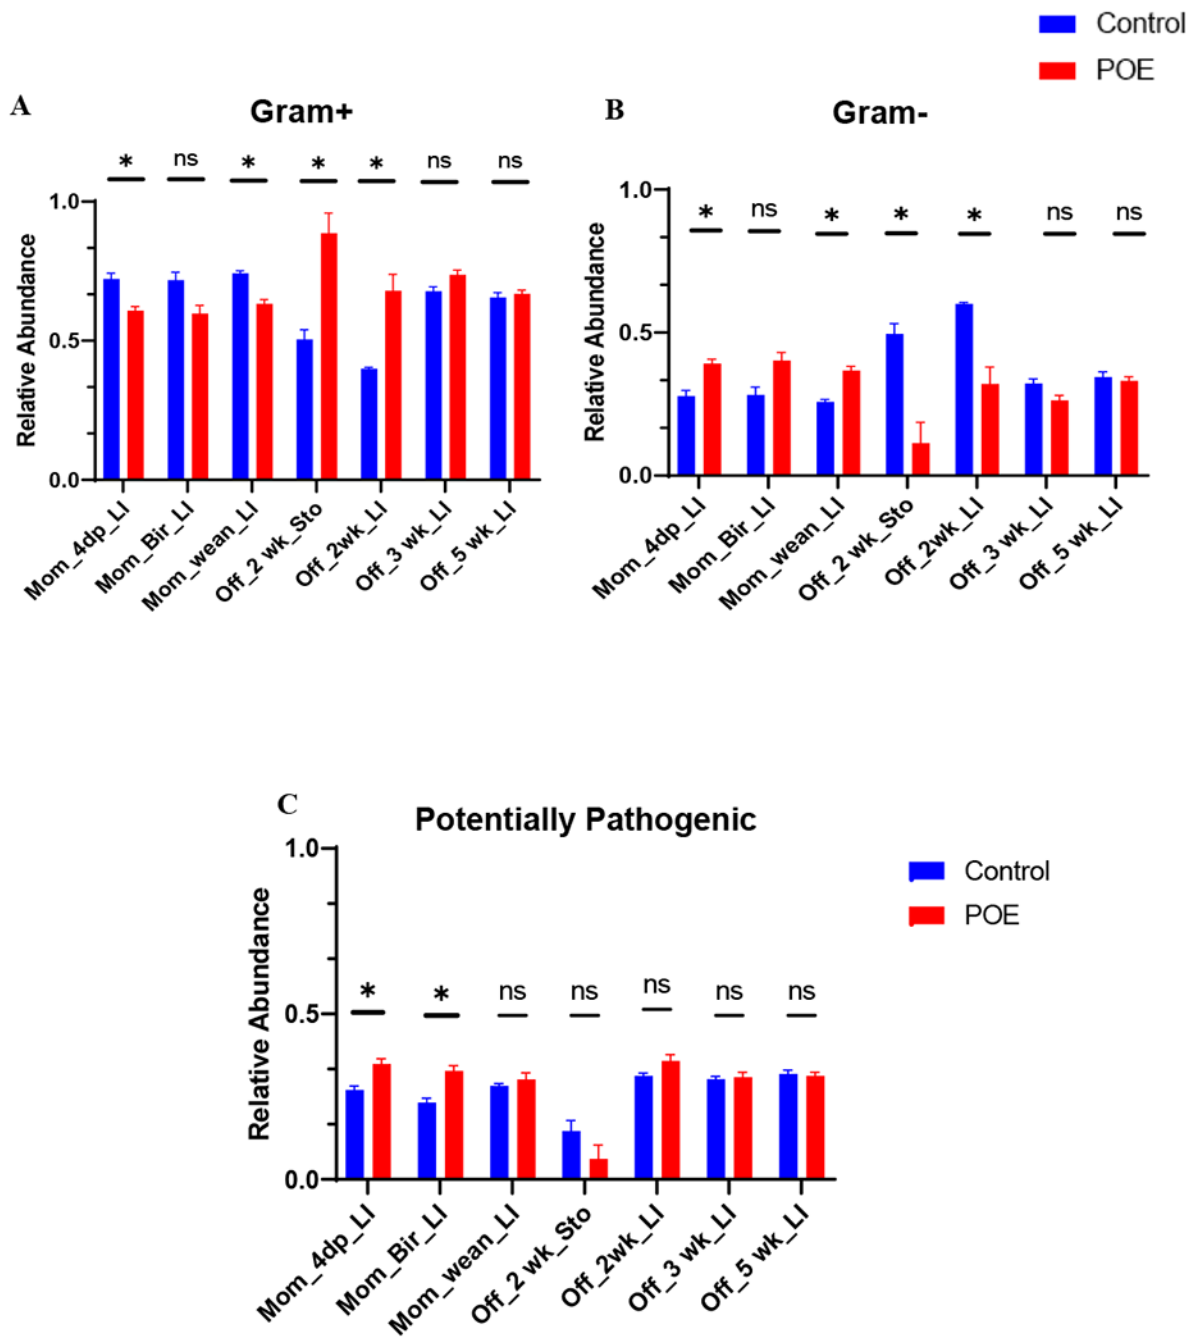 Control
POE
A
Gram+
* ns * * * ns ns
1.0
0.5
0.0
Relative Abundance
Mom_4dp_LI
Mom_Bir_LI
Mom_wean_LI
Off_2 wk_Sto
Off_2wk_LI
Off_3 wk_LI
Off_5 wk_LI
B
Gram-
* ns * * * ns ns
1.0
0.5
0.0
Relative Abundance
Mom_4dp_LI
Mom_Bir_LI
Mom_wean_LI
Off_2 wk_Sto
Off_2wk_LI
Off_3 wk_LI
Off_5 wk_LI
C
Potentially Pathogenic
Control
POE
* * ns ns ns ns ns
1.0
0.5
0.0
Relative Abundance
Mom_4dp_LI
Mom_Bir_LI
Mom_wean_LI
Off_2 wk_Sto
Off_2wk_LI
Off_3 wk_LI
Off_5 wk_LI